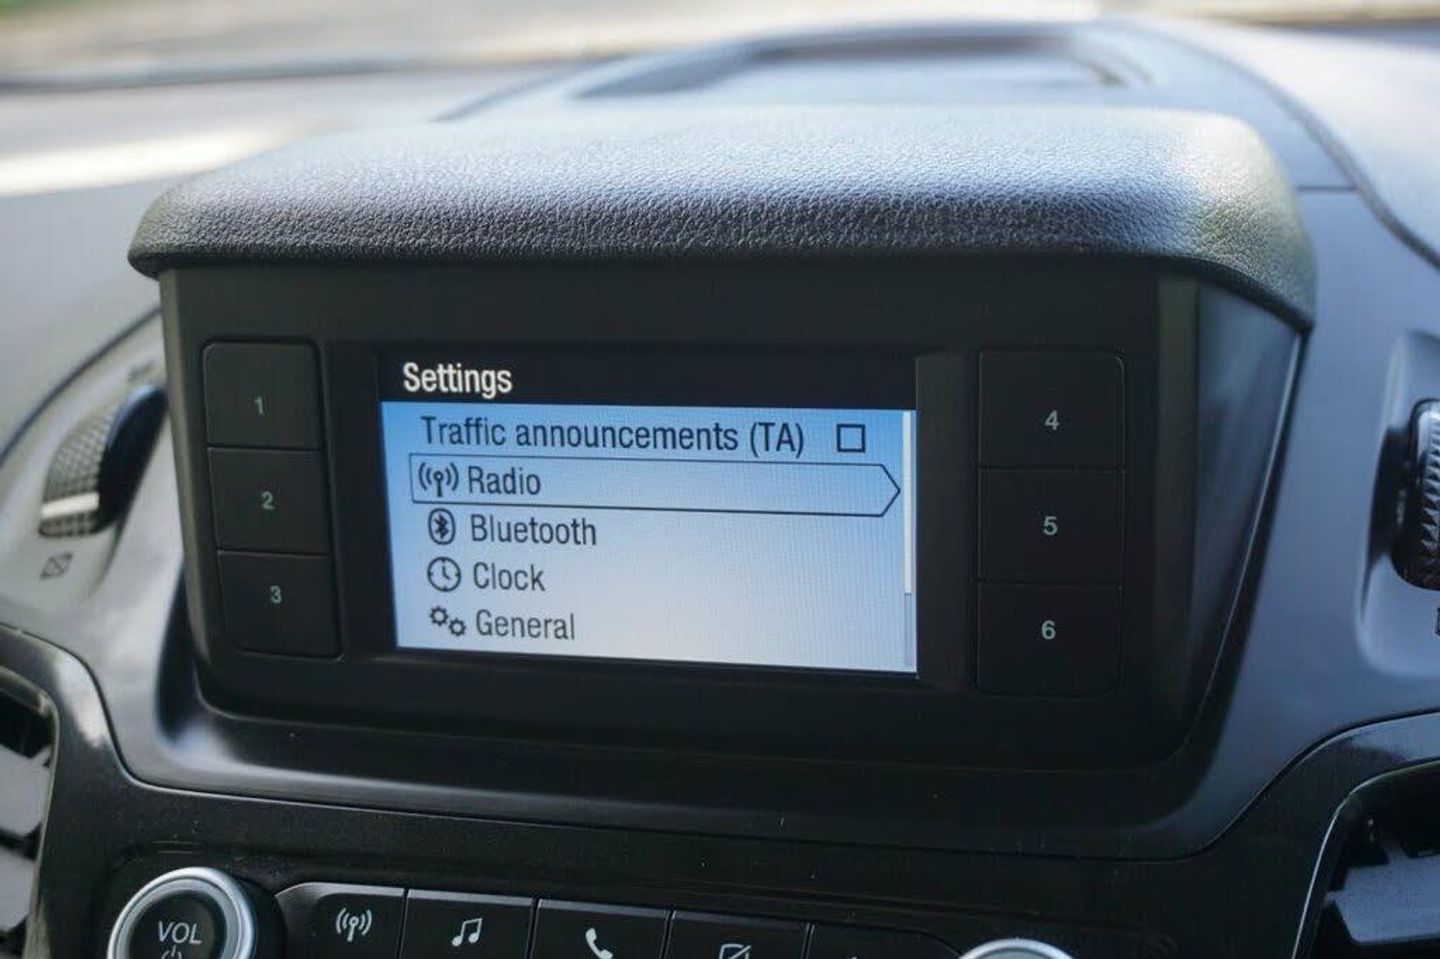 Settings
Traffic announcements (TA)
Radio
Bluetooth
Clock
General
1
2
3
4
5
6
VOL